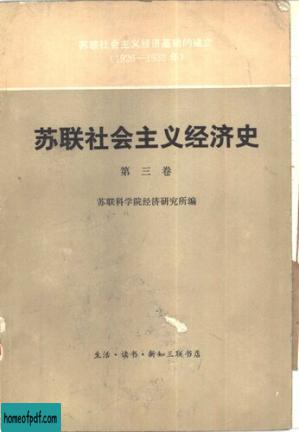 苏联社会主义经济基础的建立
(1926—1932年)
苏联社会主义经济史
第三卷
苏联科学院经济研究所编
生活·读书·新知三联书店
homeofpdf.com
homeofpdf.com